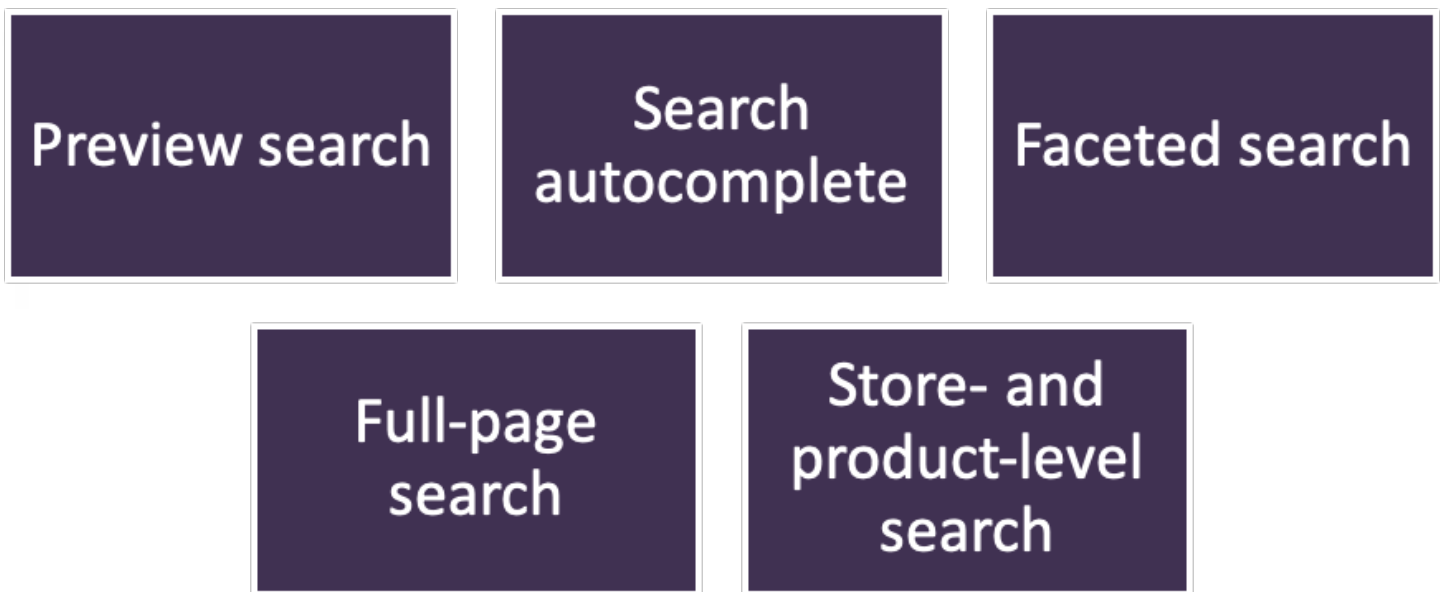 Preview search
Search
autocomplete
Faceted search
Full-page
search
Store- and
product-level
search